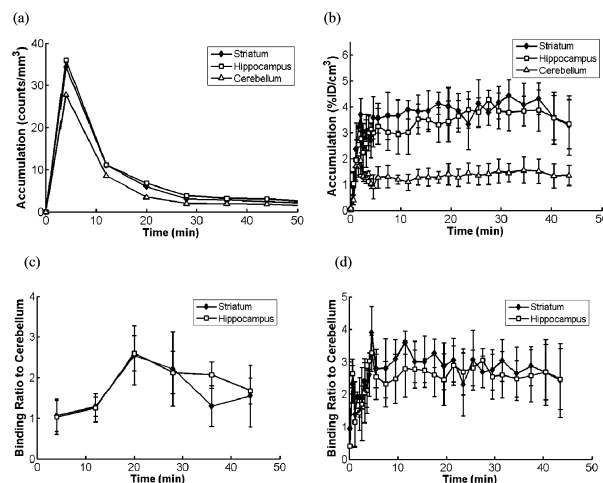 (a)
(b)
Accumulation (counts/mm³)
40
30
20
10
0
Striatum
Hippocampus
Cerebellum
0 10 20 30 40 50
Time (min)
Accumulation (%ID/cm³)
6
5
4
3
2
1
0
Striatum
Hippocampus
Cerebellum
0 10 20 30 40 50
Time (min)
(c)
(d)
Binding Ratio to Cerebellum
4
3
2
1
0
Striatum
Hippocampus
0 10 20 30 40 50
Time (min)
Binding Ratio to Cerebellum
5
4
3
2
1
0
Striatum
Hippocampus
0 10 20 30 40 50
Time (min)